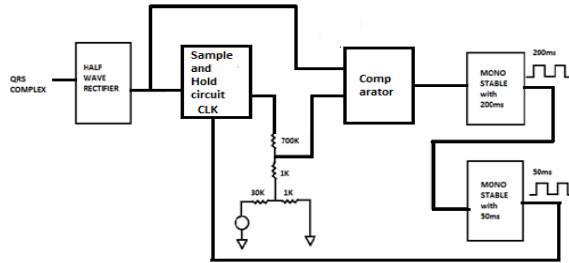 QRS
COMPLEX
HALF
WAVE
RECTIFIER
Sample
and
Hold
circuit
CLK
Comp
arator
MONO
STABLE
with
200ms
200ms
700K
1K
30K
1K
MONO
STABLE
with
50ms
50ms